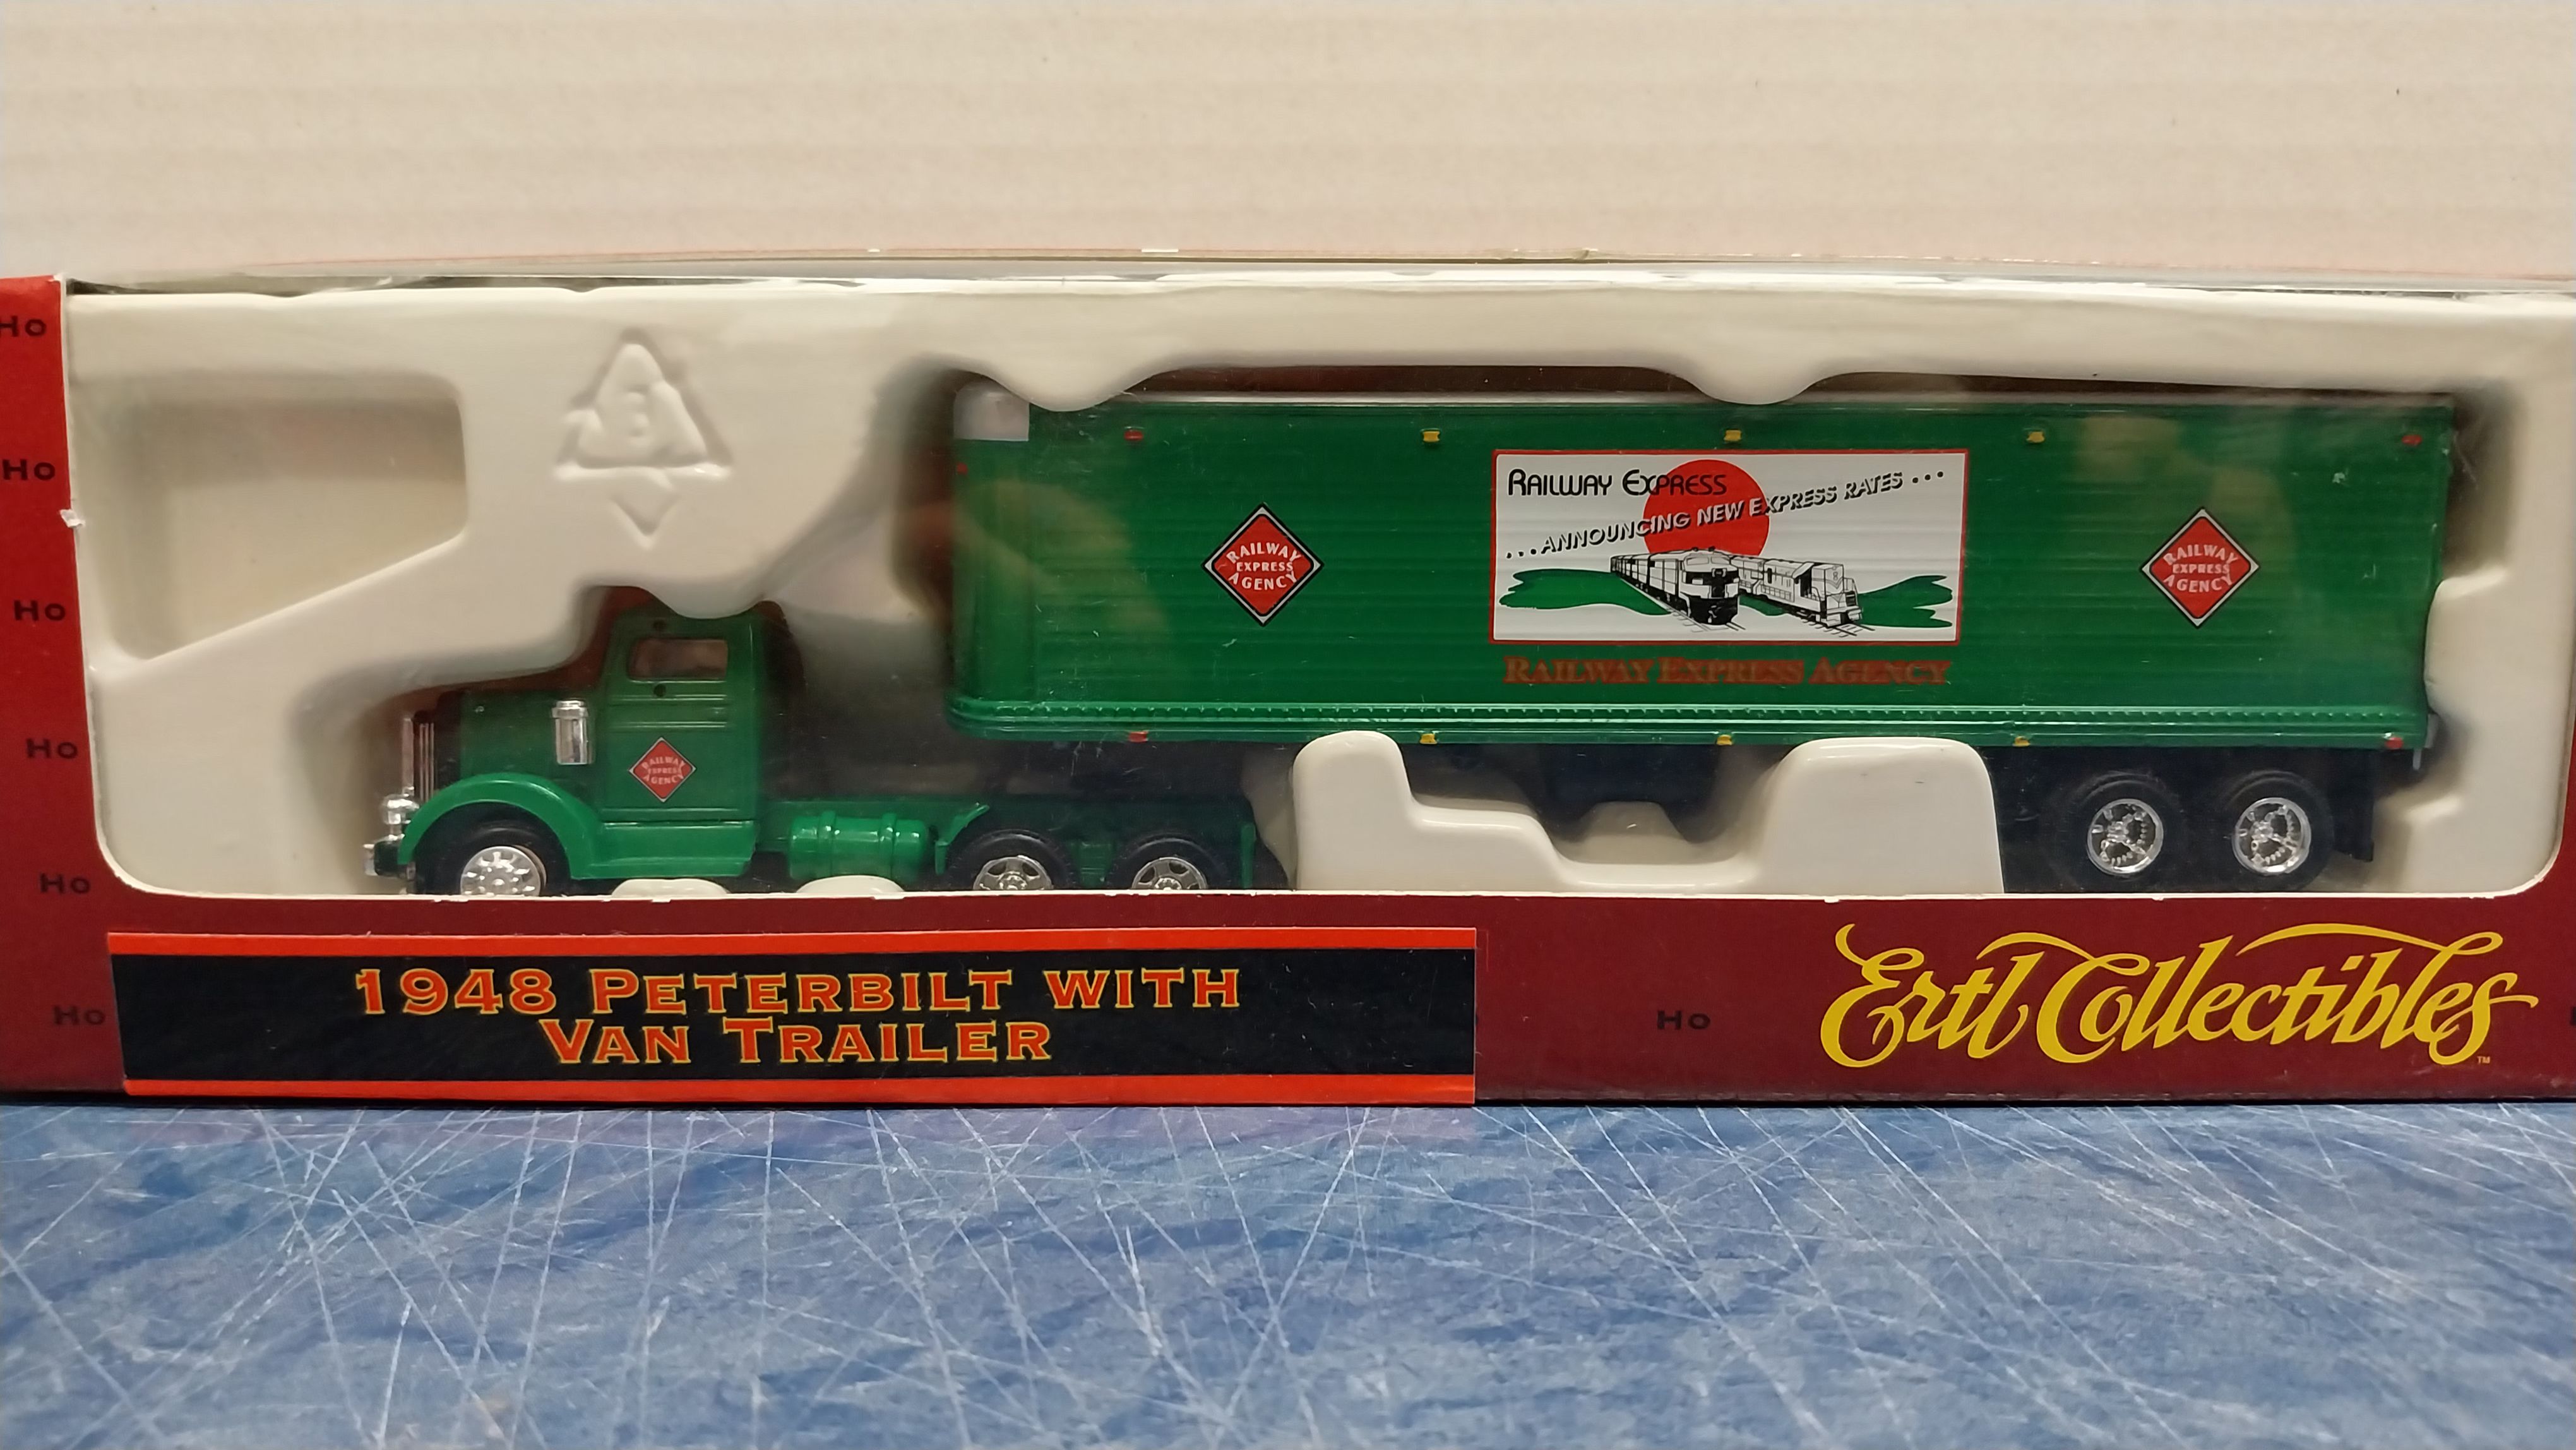 Ho
Ho
Ho
Ho
Ho
Ho
RAILWAY EXPRESS
...ANNOUNCING NEW EXPRESS RATES...
RAILWAY
EXPRESS
AGENCY
RAILWAY
EXPRESS
AGENCY
RAILWAY EXPRESS AGENCY
RAILWAY
EXPRESS
AGENCY
1948 PETERBILT WITH
VAN TRAILER
Ho
Ertl Collectibles
™